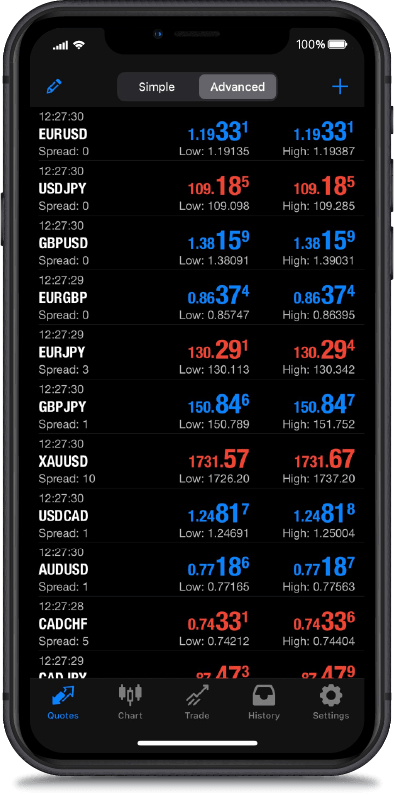 100%
Simple Advanced
12:27:30
EURUSD 1.19331 1.19331
Spread: 0 Low: 1.19135 High: 1.19387
12:27:30
USDJPY 109.185 109.185
Spread: 0 Low: 109.098 High: 109.285
12:27:30
GBPUSD 1.38159 1.38159
Spread: 0 Low: 1.38091 High: 1.39031
12:27:29
EURGBP 0.86374 0.86374
Spread: 0 Low: 0.85747 High: 0.86395
12:27:29
EURJPY 130.291 130.294
Spread: 3 Low: 130.113 High: 130.342
12:27:30
GBPJPY 150.846 150.847
Spread: 1 Low: 150.789 High: 151.752
12:27:30
XAUUSD 1731.57 1731.67
Spread: 10 Low: 1726.20 High: 1737.20
12:27:30
USDCAD 1.24817 1.24818
Spread: 1 Low: 1.24691 High: 1.25004
12:27:30
AUDUSD 0.77186 0.77187
Spread: 1 Low: 0.77165 High: 0.77563
12:27:28
CADCHF 0.74331 0.74336
Spread: 5 Low: 0.74212 High: 0.74404
12:27:29
CADJPY 87.473 87.479
Quotes Chart Trade History Settings